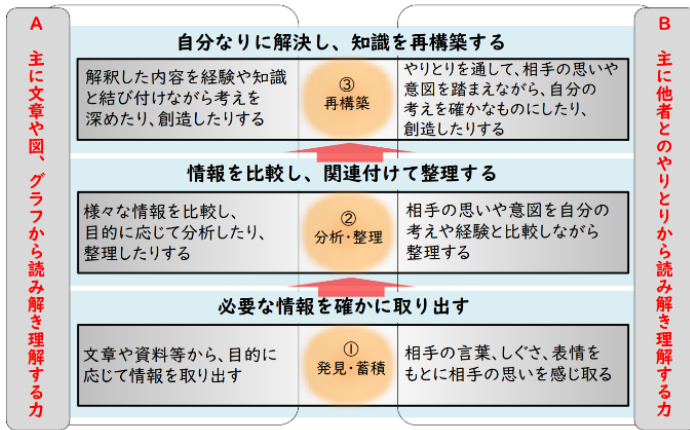 A
主に文章や図、グラフから読み解き理解する力
自分なりに解決し、知識を再構築する
解釈した内容を経験や知識
と結び付けながら考えを
深めたり、創造したりする
③
再構築
やりとりを通して、相手の思いや
意図を踏まえながら、自分の
考えを確かなものにしたり、
創造したりする
情報を比較し、関連付けて整理する
様々な情報を比較し、
目的に応じて分析したり、
整理したりする
②
分析・整理
相手の思いや意図を自分の
考えや経験と比較しながら
整理する
必要な情報を確かに取り出す
文章や資料等から、目的に
応じて情報を取り出す
①
発見・蓄積
相手の言葉、しぐさ、表情を
もとに相手の思いを感じ取る
B
主に他者とのやりとりから読み解き理解する力